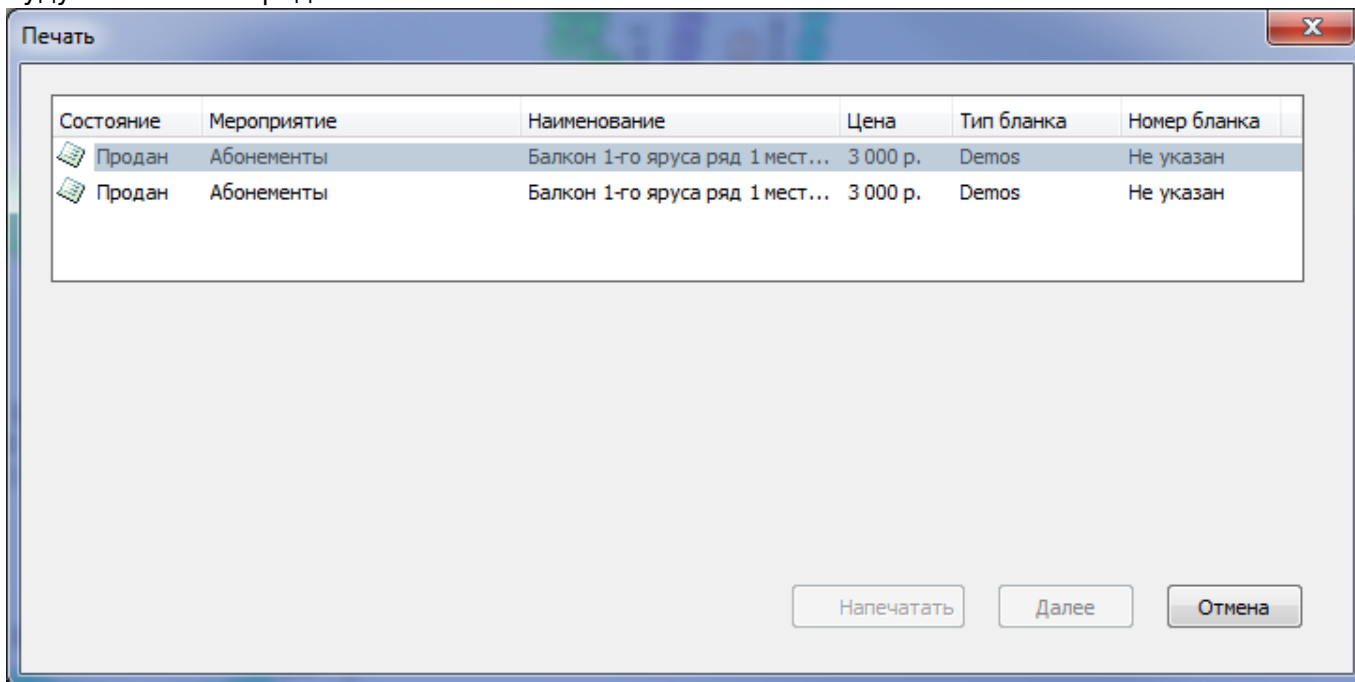 Печать
Состояние Мероприятие Наименование Цена Тип бланка Номер бланка
Продан Абонементы Балкон 1-го яруса ряд 1 мест... 3 000 р. Demos Не указан
Продан Абонементы Балкон 1-го яруса ряд 1 мест... 3 000 р. Demos Не указан
Напечатать Далее Отмена